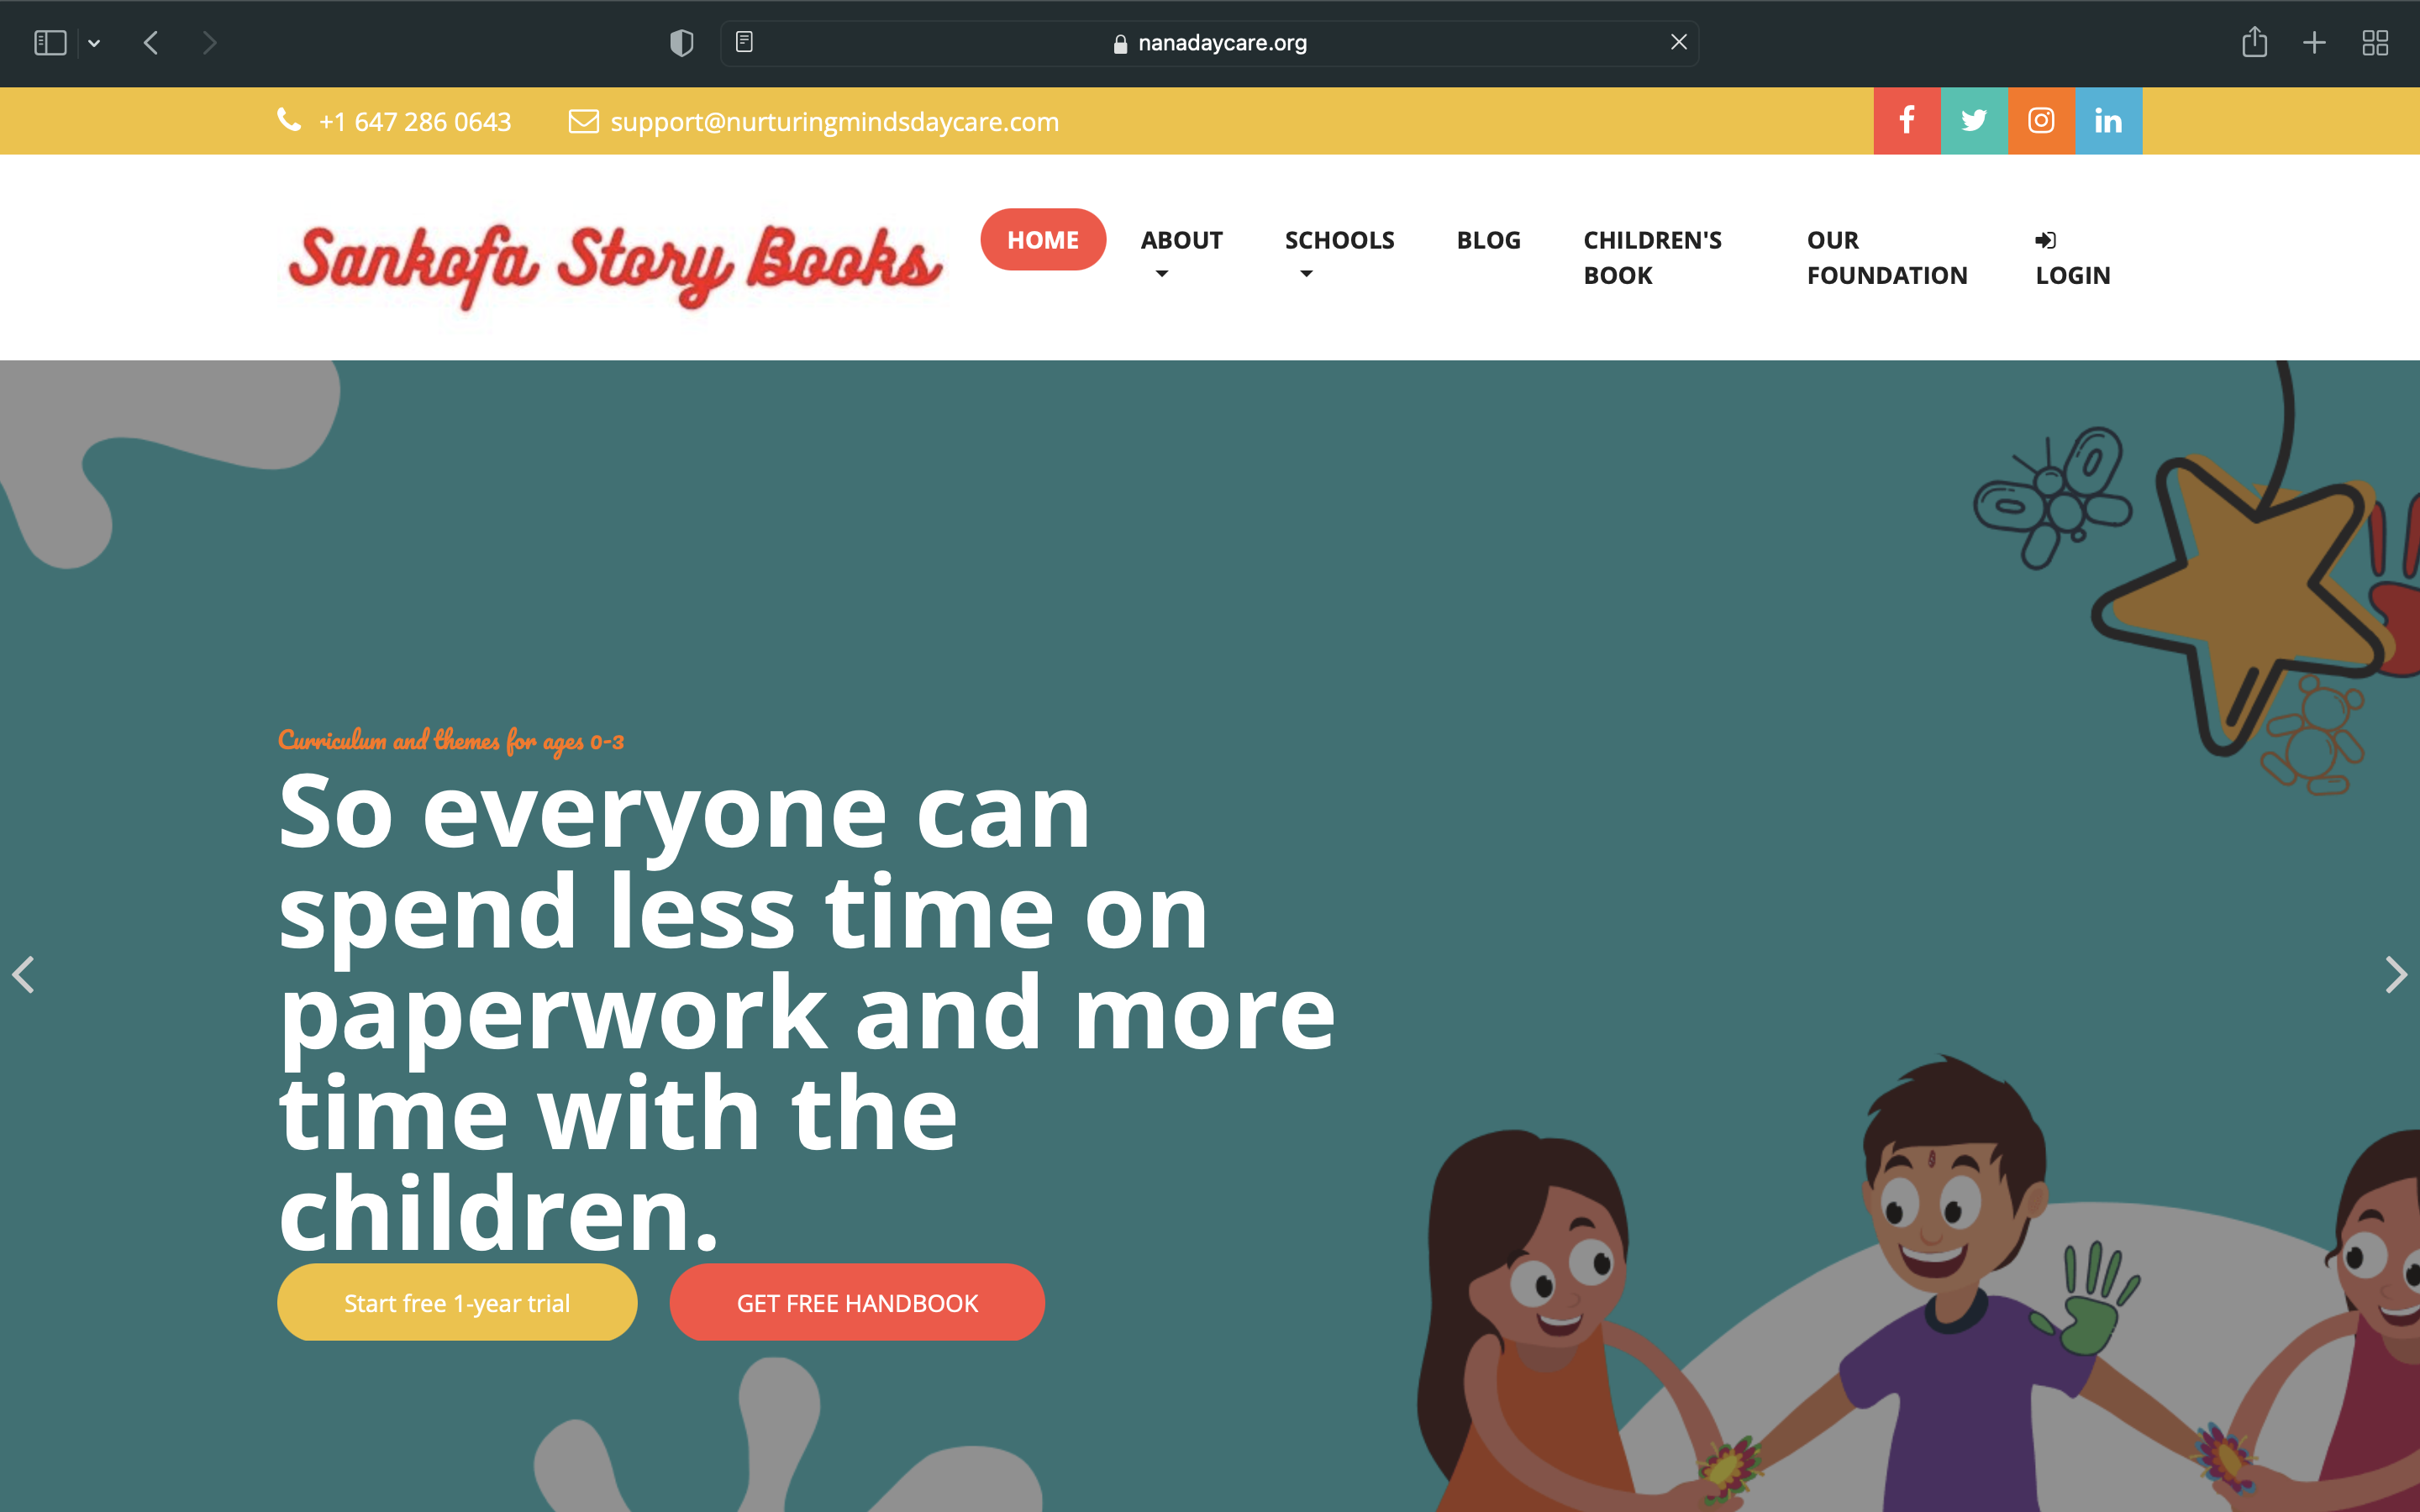 nanadaycare.org
+1 647 286 0643 support@nurturingmindsdaycare.com
Sankofa Story Books
HOME ABOUT SCHOOLS BLOG CHILDREN'S BOOK OUR FOUNDATION LOGIN
Curriculum and themes for ages 0-3
So everyone can
spend less time on
paperwork and more
time with the
children.
Start free 1-year trial GET FREE HANDBOOK